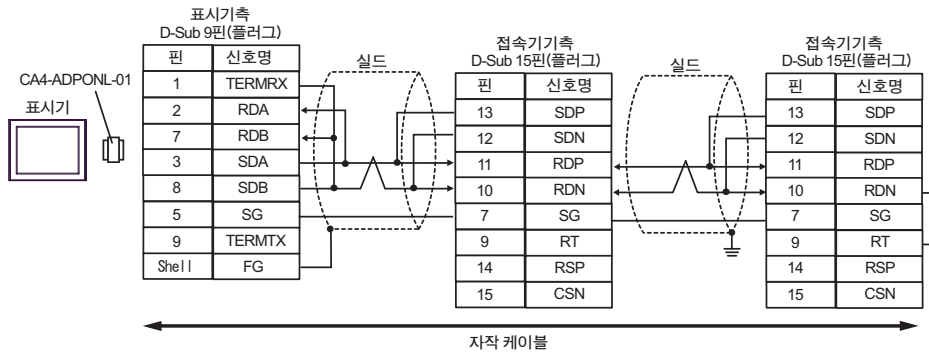 표시기측
D-Sub 9핀(플러그)
핀 신호명
1 TERMRX
2 RDA
7 RDB
3 SDA
8 SDB
5 SG
9 TERMTX
Shell FG
CA4-ADPONL-01
표시기
실드
접속기기측
D-Sub 15핀(플러그)
핀 신호명
13 SDP
12 SDN
11 RDP
10 RDN
7 SG
9 RT
14 RSP
15 CSN
실드
접속기기측
D-Sub 15핀(플러그)
핀 신호명
13 SDP
12 SDN
11 RDP
10 RDN
7 SG
9 RT
14 RSP
15 CSN
자작 케이블